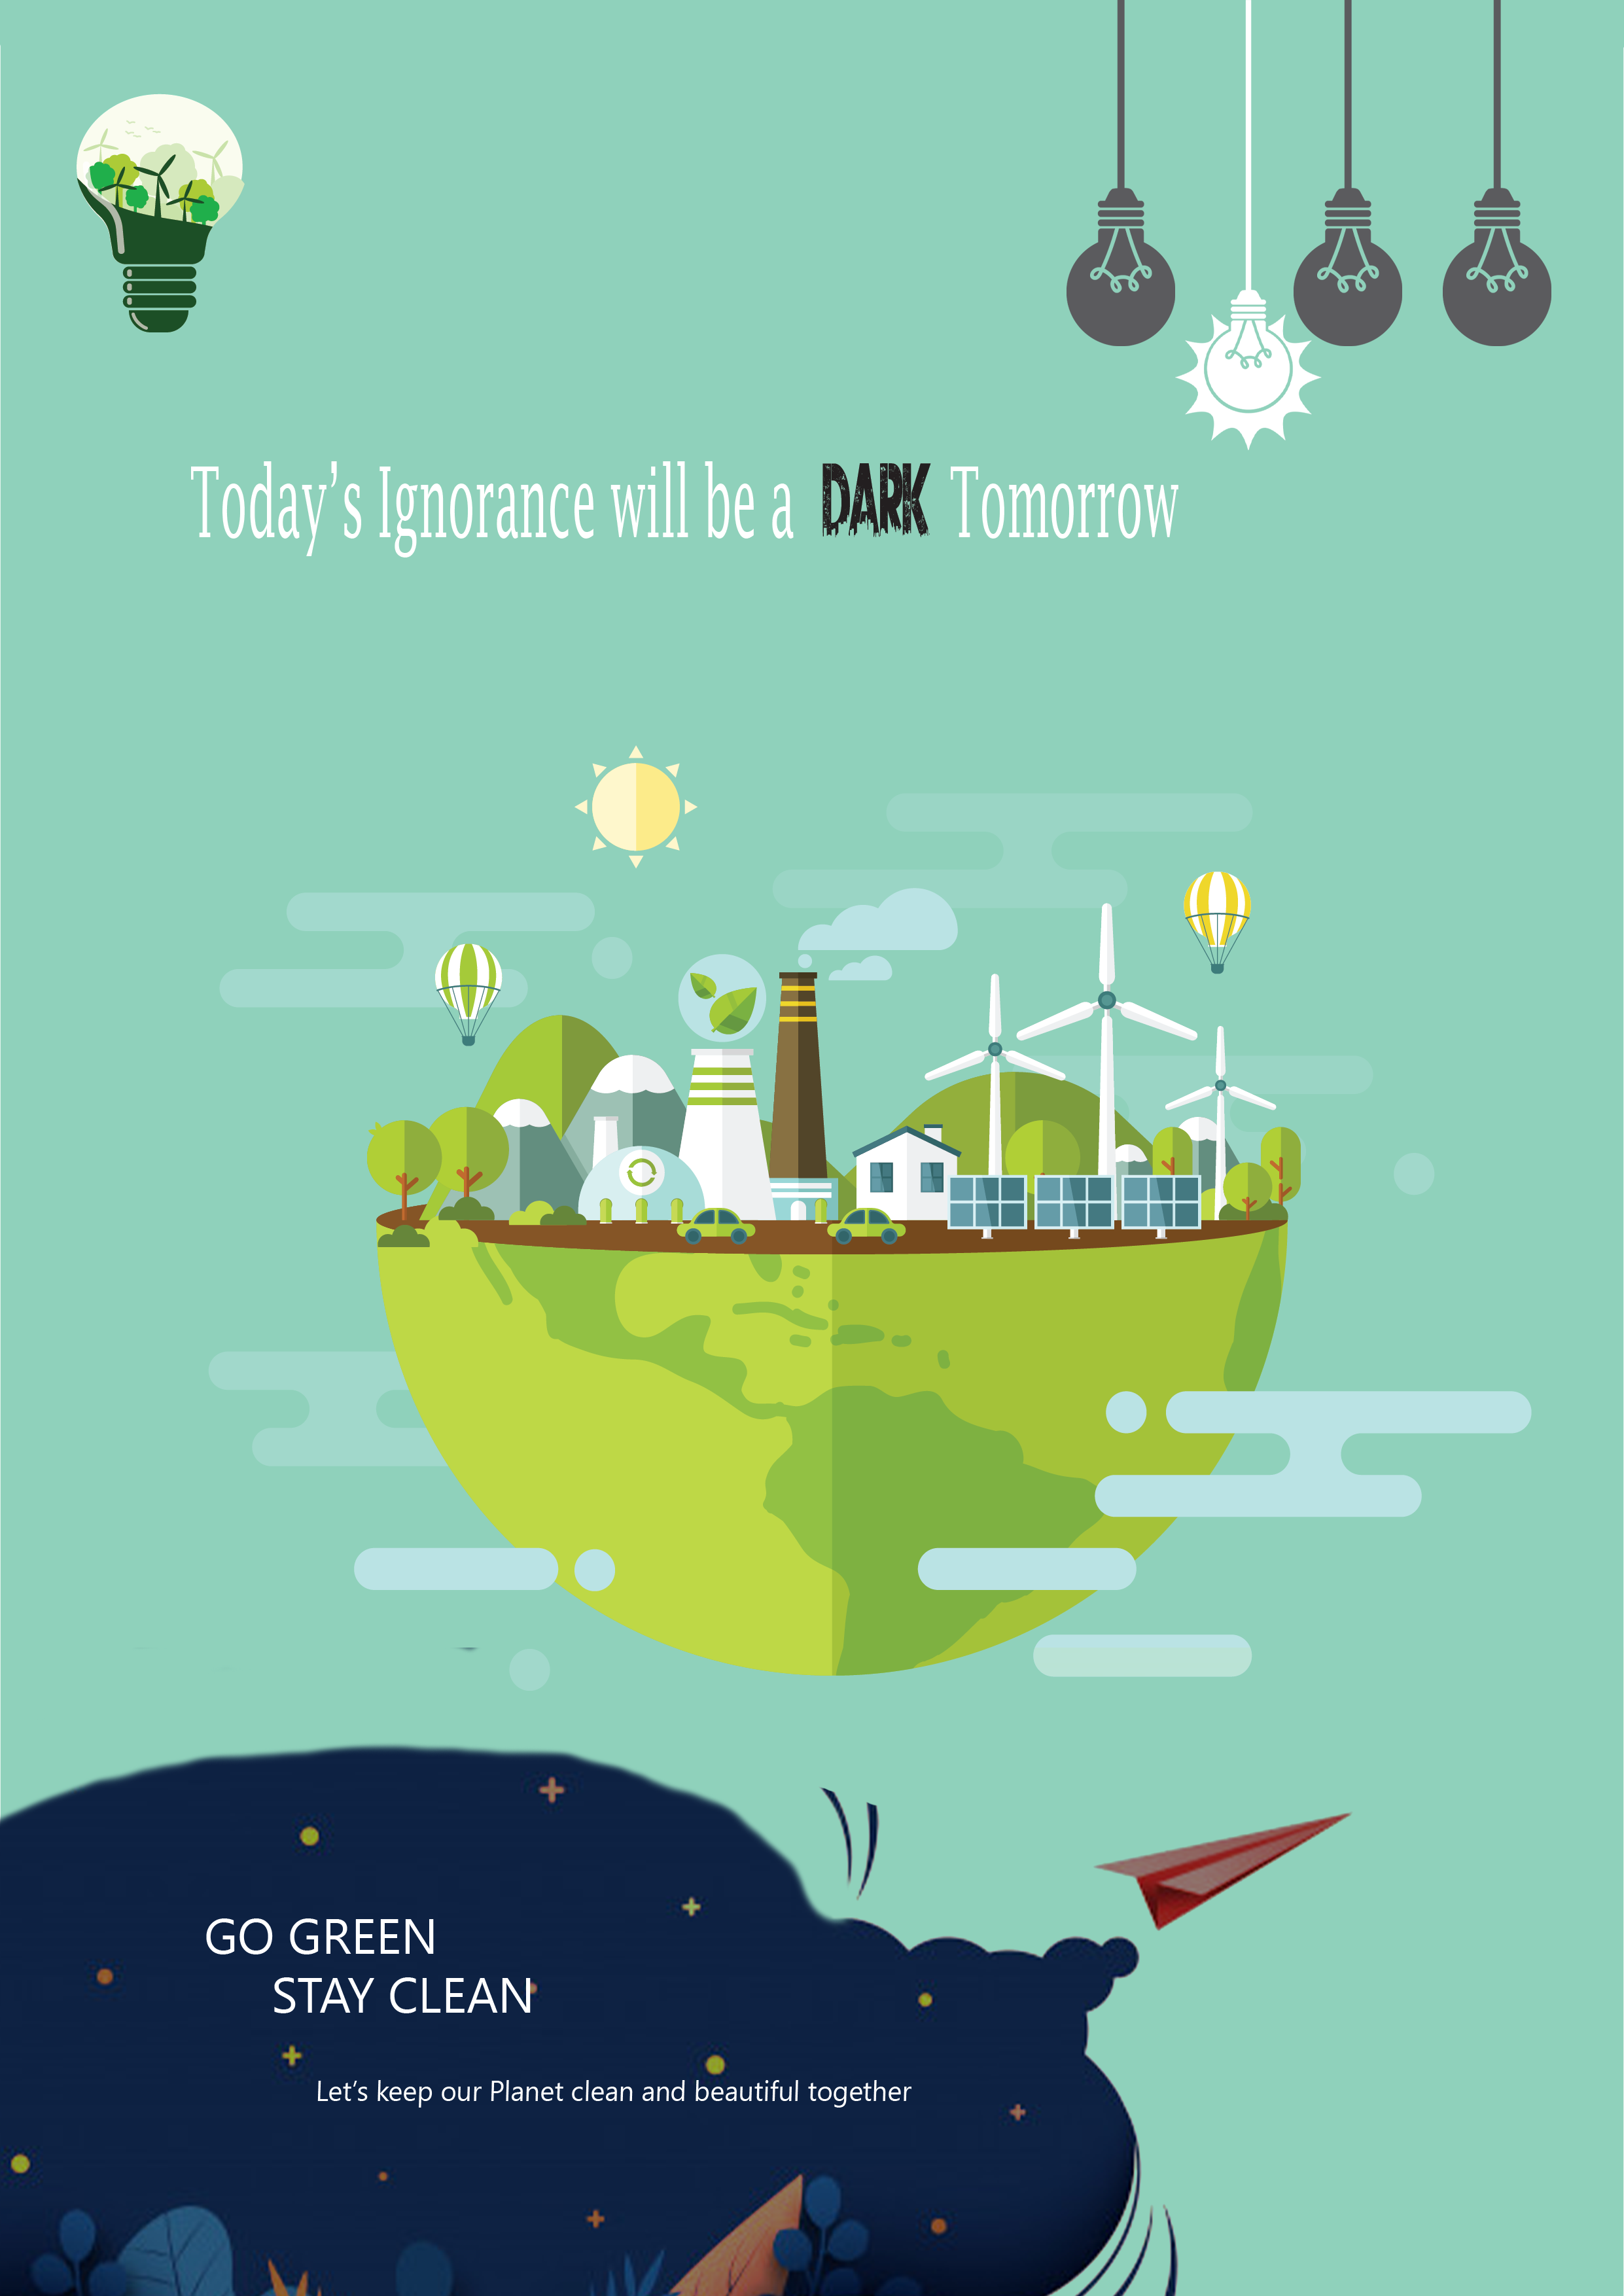 Today’s Ignorance will be a DARK Tomorrow
GO GREEN
STAY CLEAN
Let’s keep our Planet clean and beautiful together